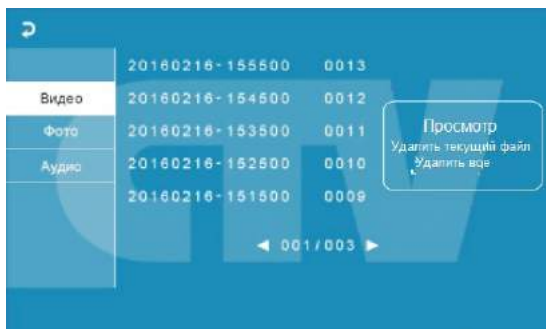 20160216-155500 0013
Видео 20160216-154500 0012
Фото 20160216-153500 0011
Аудио 20160216-152500 0010
20160216-151500 0009
Просмотр
Удалить текущий файл
Удалить все
◀ 001/003 ▶
CTV